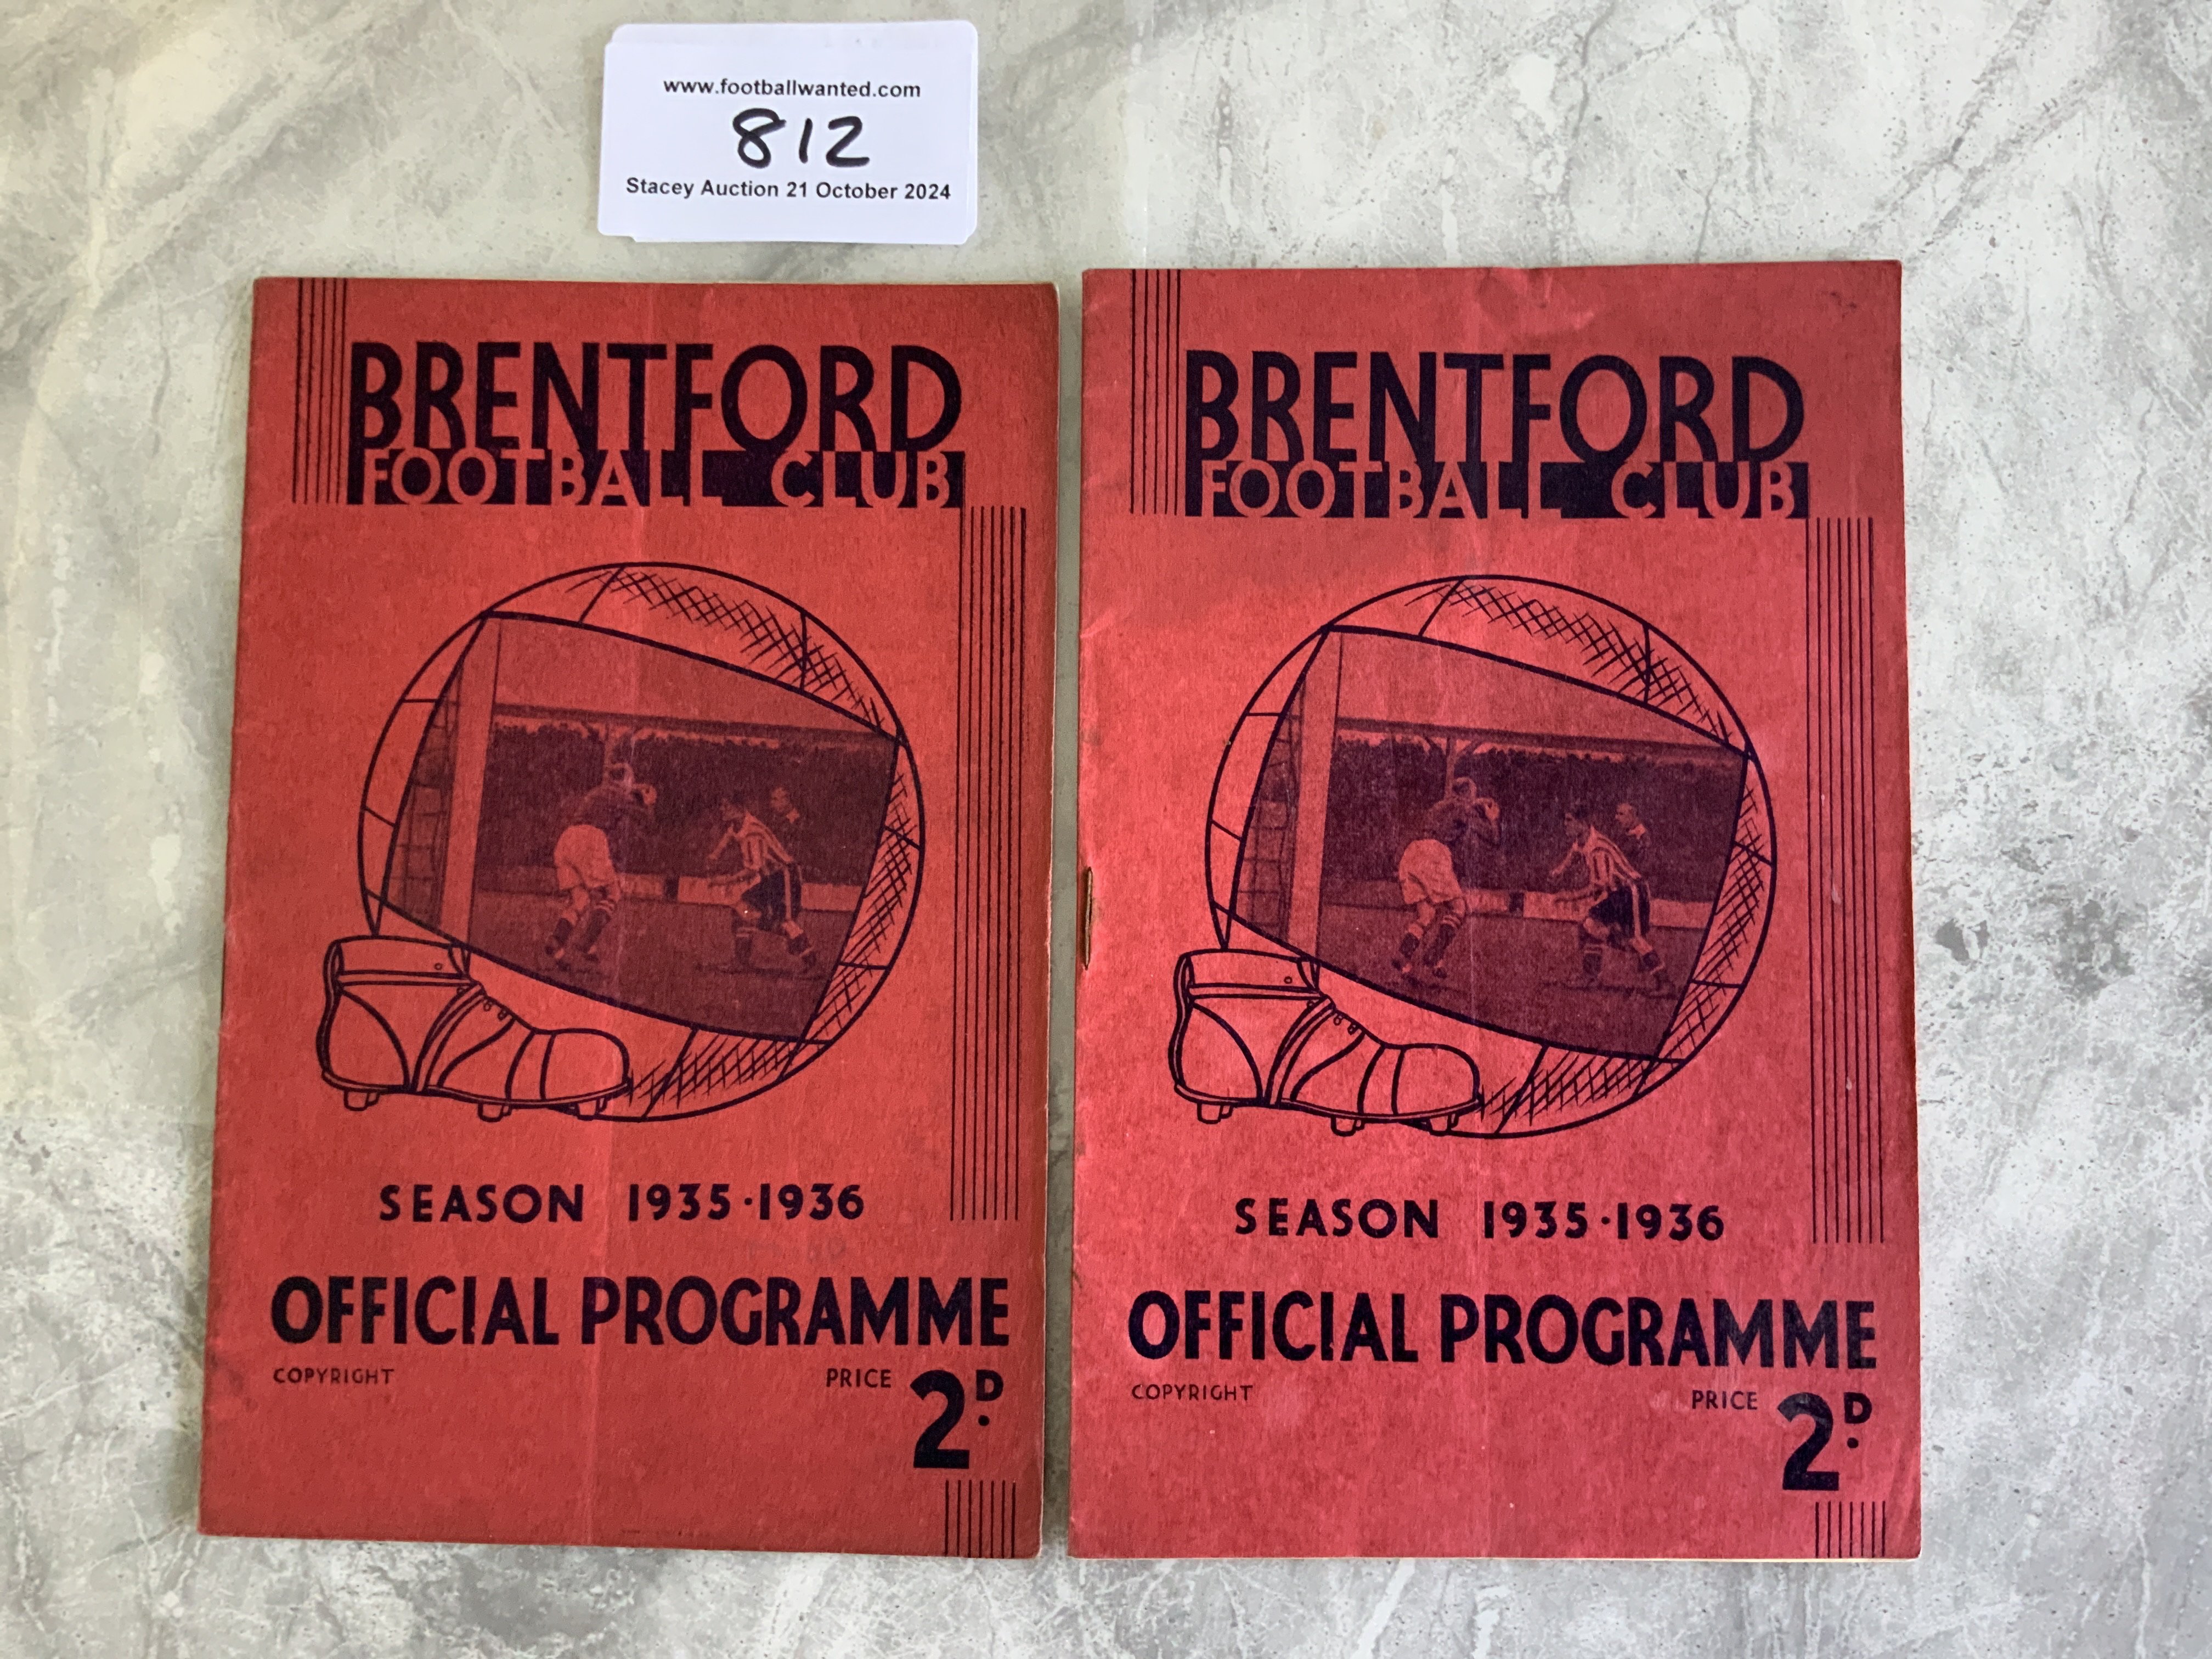 www.footballwanted.com
812
Stacey Auction 21 October 2024
BRENTFORD
FOOTBALL CLUB
SEASON 1935·1936
OFFICIAL PROGRAMME
COPYRIGHT PRICE 2D.
BRENTFORD
FOOTBALL CLUB
SEASON 1935·1936
OFFICIAL PROGRAMME
COPYRIGHT PRICE 2D.